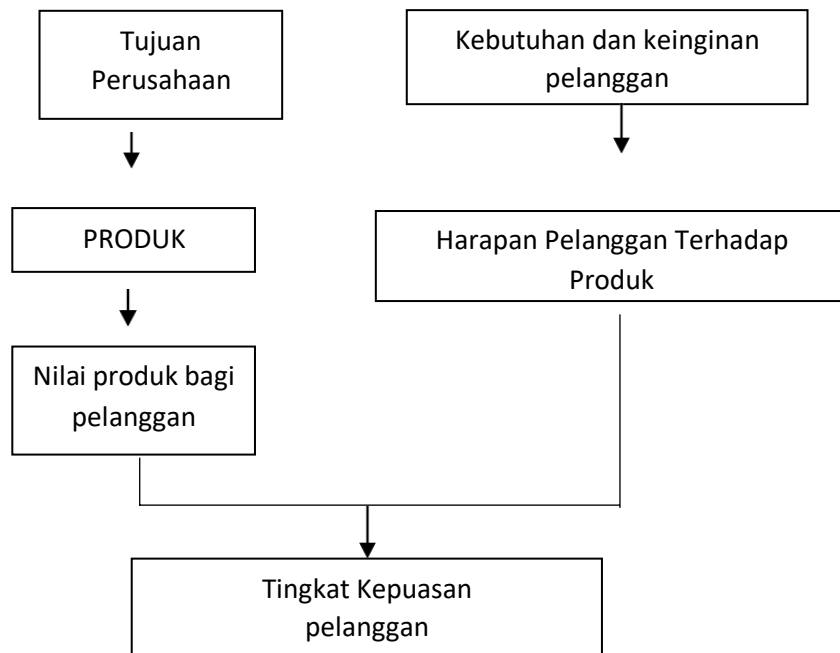 Tujuan
Perusahaan
Kebutuhan dan keinginan
pelanggan
PRODUK
Harapan Pelanggan Terhadap
Produk
Nilai produk bagi
pelanggan
Tingkat Kepuasan
pelanggan